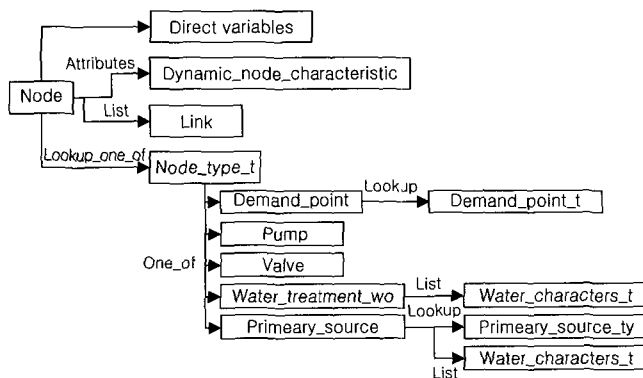 Direct variables
Attributes
Dynamic_node_characteristic
Node
List
Link
Lookup_one_of
Node_type_t
Lookup
Demand_point
Demand_point_t
Pump
One_of
Valve
List
Water_treatment_wo
Water_characters_t
Lookup
Primeary_source
Primeary_source_ty
Water_characters_t
List